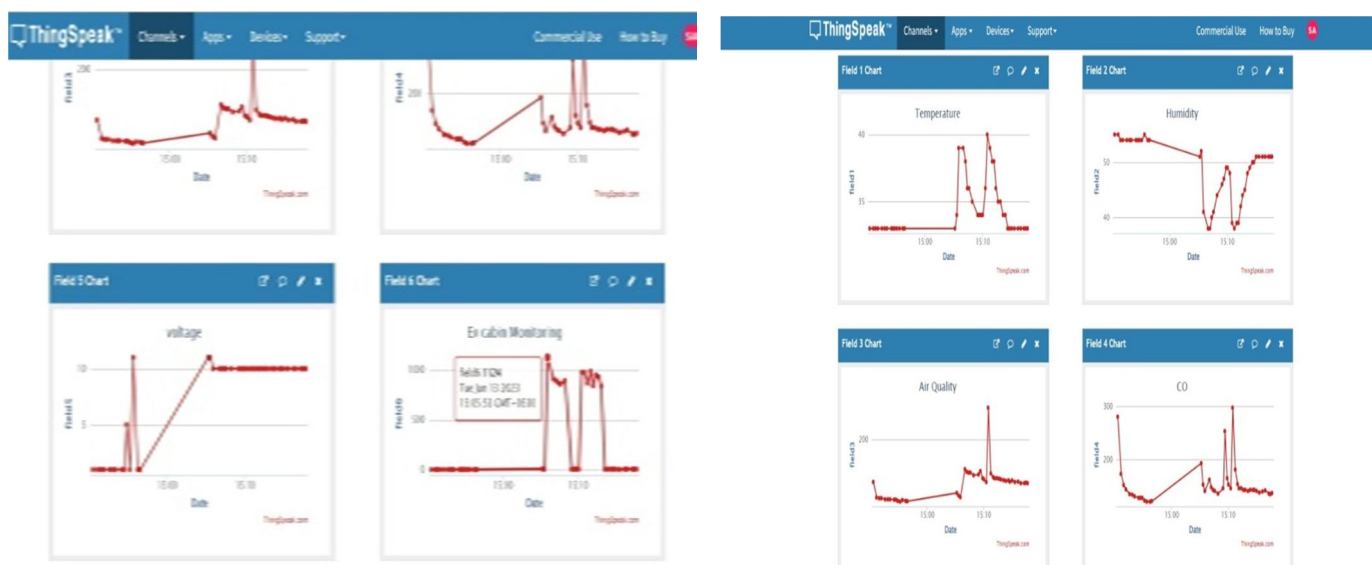 ThingSpeak™ Channels Apps Devices Support Commercial Use How to Buy
200
field3
15:00 15:10
Date
ThingSpeak.com
200
field4
15:00 15:10
Date
ThingSpeak.com
Field 5 Chart
voltage
10
5
field5
15:00 15:10
Date
ThingSpeak.com
Field 6 Chart
Ev cabin Monitoring
1000
500
0
field6
Tue Jun 13 2023
15:00 15:10
Date
ThingSpeak.com
ThingSpeak™ Channels Apps Devices Support Commercial Use How to Buy SA
Field 1 Chart
Temperature
40
35
field1
15:00 15:10
Date
ThingSpeak.com
Field 2 Chart
Humidity
50
40
field2
15:00 15:10
Date
ThingSpeak.com
Field 3 Chart
Air Quality
200
field3
15:00 15:10
Date
ThingSpeak.com
Field 4 Chart
CO
300
200
field4
15:00 15:10
Date
ThingSpeak.com